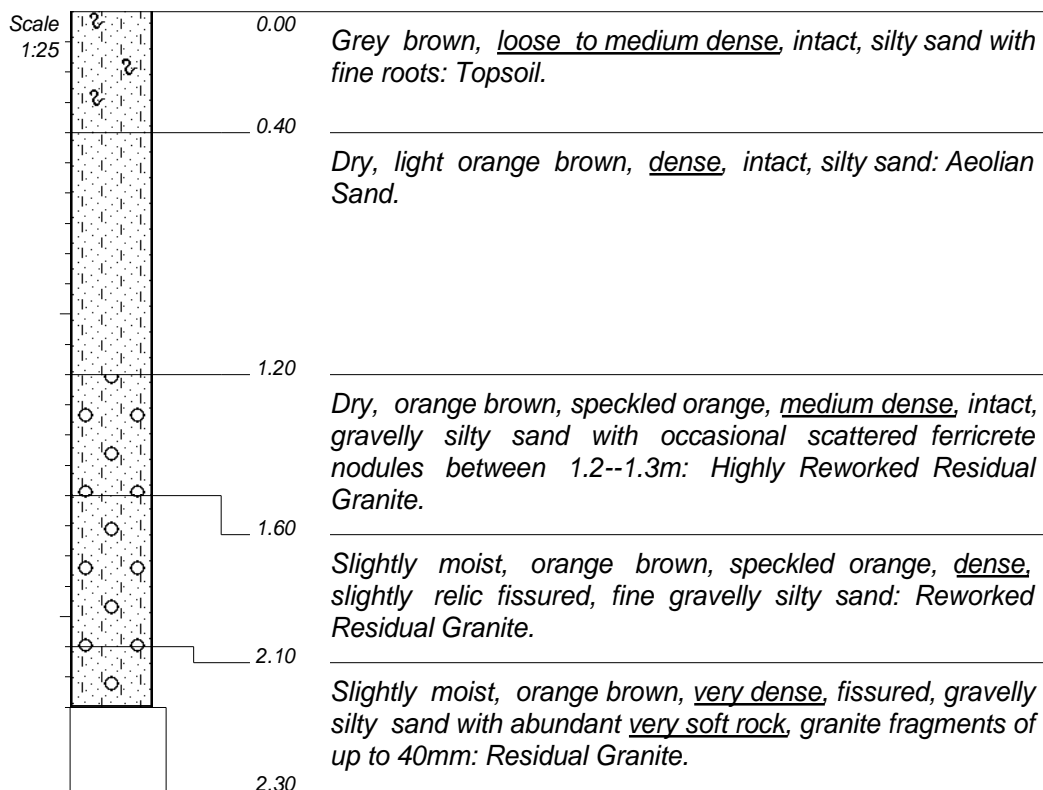 Scale
1:25
0.00
Grey brown, loose to medium dense, intact, silty sand with
fine roots: Topsoil.
0.40
Dry, light orange brown, dense, intact, silty sand: Aeolian
Sand.
1.20
Dry, orange brown, speckled orange, medium dense, intact,
gravelly silty sand with occasional scattered ferricrete
nodules between 1.2--1.3m: Highly Reworked Residual
Granite.
1.60
Slightly moist, orange brown, speckled orange, dense,
slightly relic fissured, fine gravelly silty sand: Reworked
Residual Granite.
2.10
Slightly moist, orange brown, very dense, fissured, gravelly
silty sand with abundant very soft rock, granite fragments of
up to 40mm: Residual Granite.
2.30